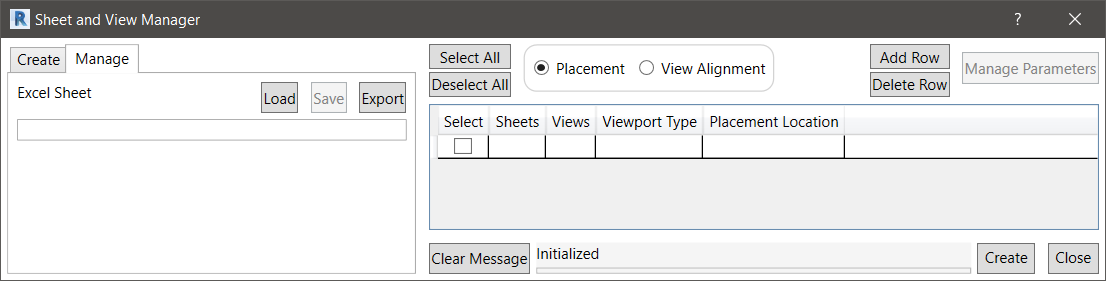 Sheet and View Manager
?
Create Manage
Excel Sheet
Load Save Export
Select All
Deselect All
Placement View Alignment
Add Row
Delete Row
Manage Parameters
Select Sheets Views Viewport Type Placement Location
Clear Message
Initialized
Create Close